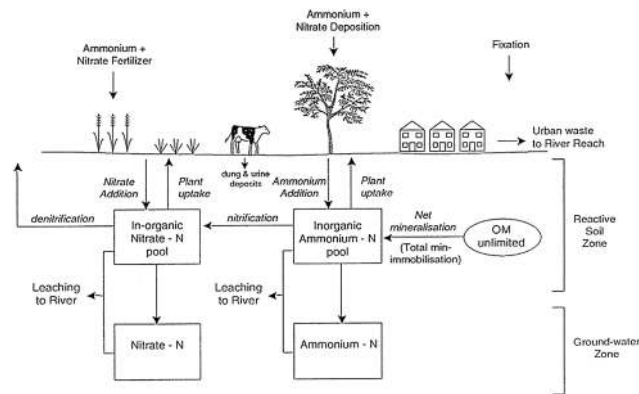 Ammonium +
Nitrate Fertilizer
Ammonium +
Nitrate Deposition
Fixation
Urban waste
to River Reach
dung & urine
deposits
Nitrate
Addition
Plant
uptake
Ammonium
Addition
Plant
uptake
denitrification
In-organic
Nitrate - N
pool
nitrification
Inorganic
Ammonium - N
pool
Net
mineralisation
(Total min-
immobilisation)
OM
unlimited
Reactive
Soil
Zone
Leaching
to River
Leaching
to River
Nitrate - N
Ammonium - N
Ground-water
Zone